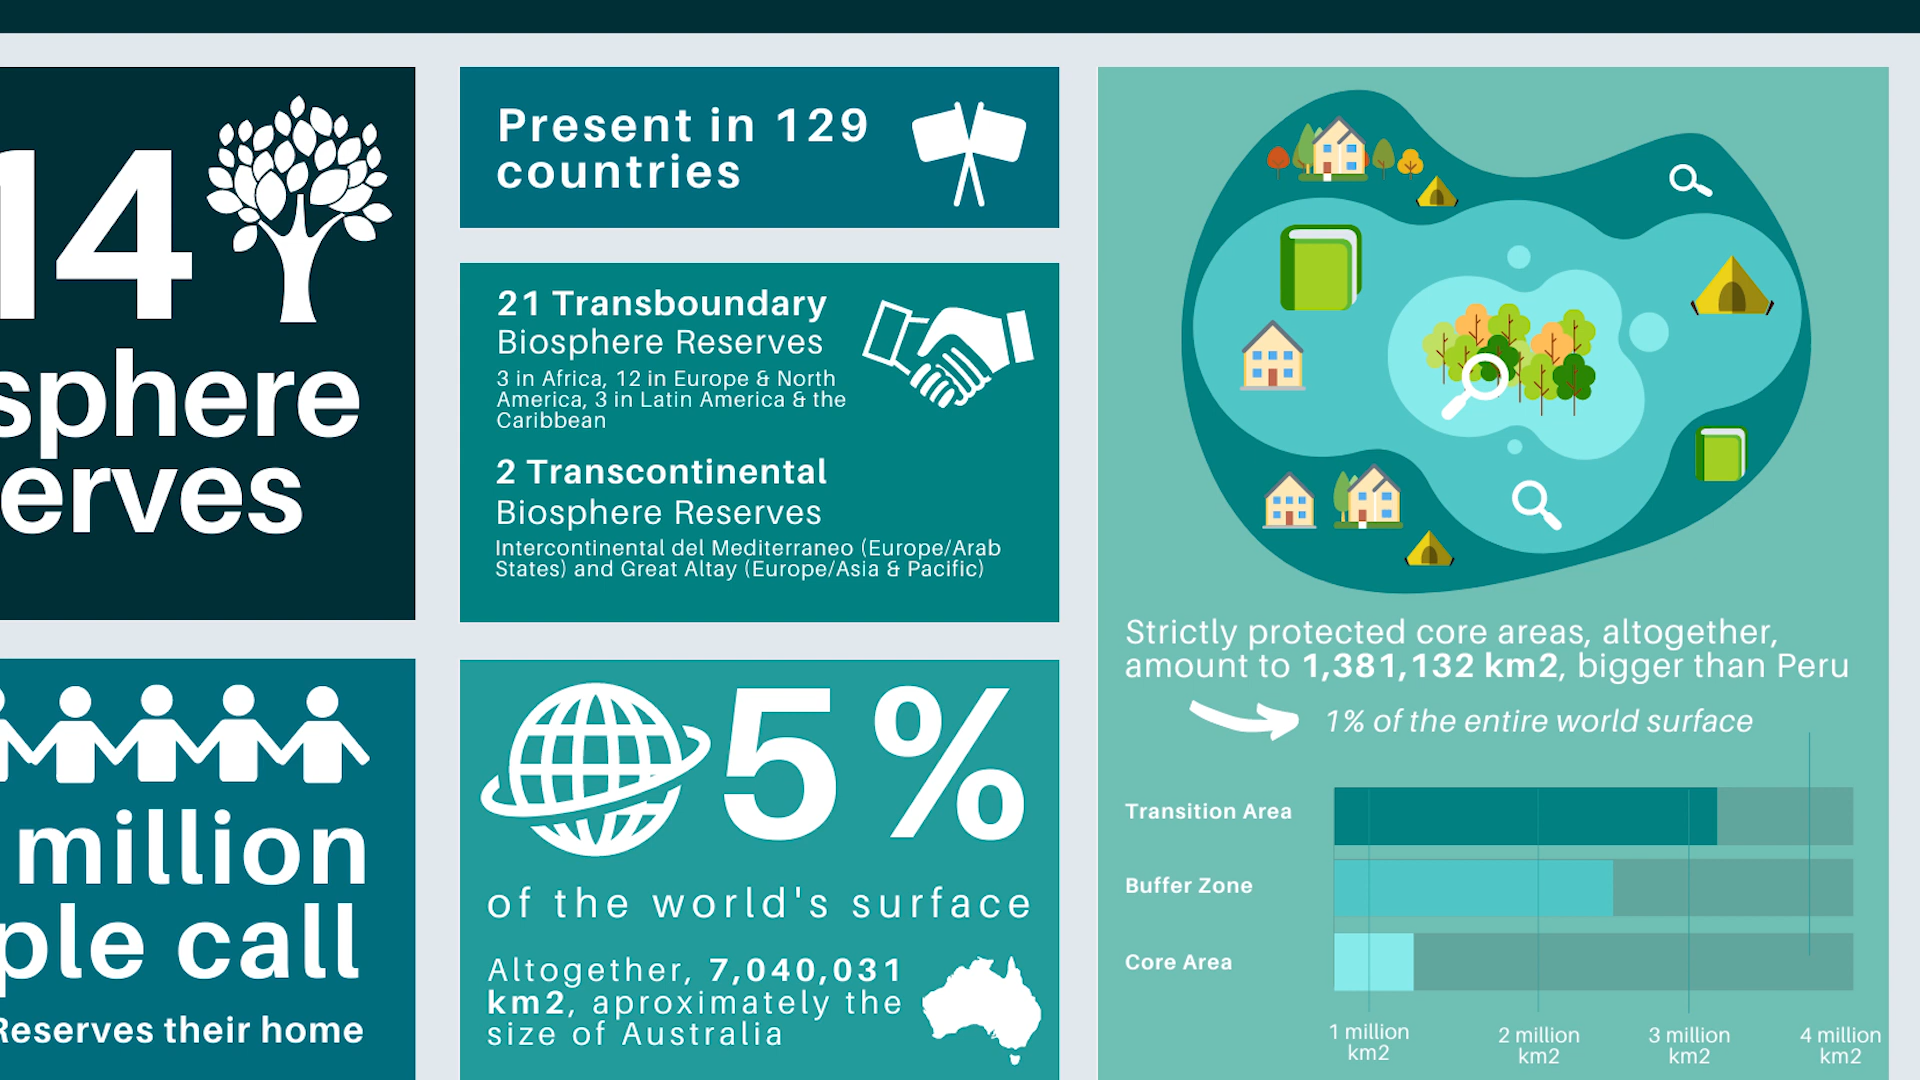 14
sphere
erves
million
ple call
Reserves their home
Present in 129
countries
21 Transboundary
Biosphere Reserves
3 in Africa, 12 in Europe & North
America, 3 in Latin America & the
Caribbean
2 Transcontinental
Biosphere Reserves
Intercontinental del Mediterraneo (Europe/Arab
States) and Great Altay (Europe/Asia & Pacific)
5%
of the world's surface
Altogether, 7,040,031
km2, aproximately the
size of Australia
Strictly protected core areas, altogether,
amount to 1,381,132 km2, bigger than Peru
1% of the entire world surface
Transition Area
Buffer Zone
Core Area
1 million
km2
2 million
km2
3 million
km2
4 million
km2